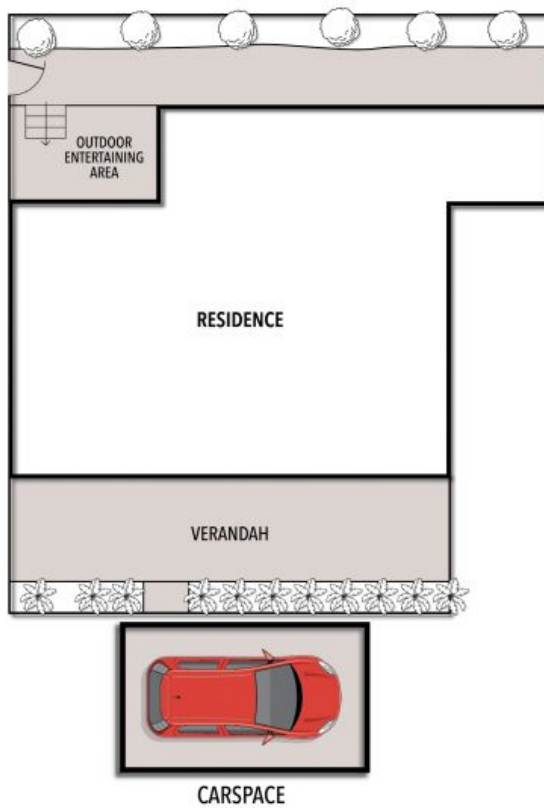 OUTDOOR
ENTERTAINING
AREA
RESIDENCE
VERANDAH
CARSPACE